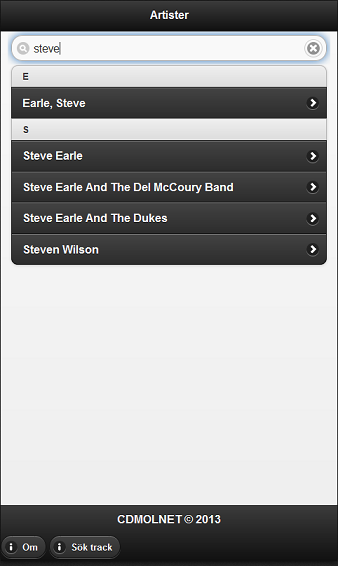 Artister
steve
E
Earle, Steve
S
Steve Earle
Steve Earle And The Del McCoury Band
Steve Earle And The Dukes
Steven Wilson
CDMOLNET © 2013
Om
Sök track